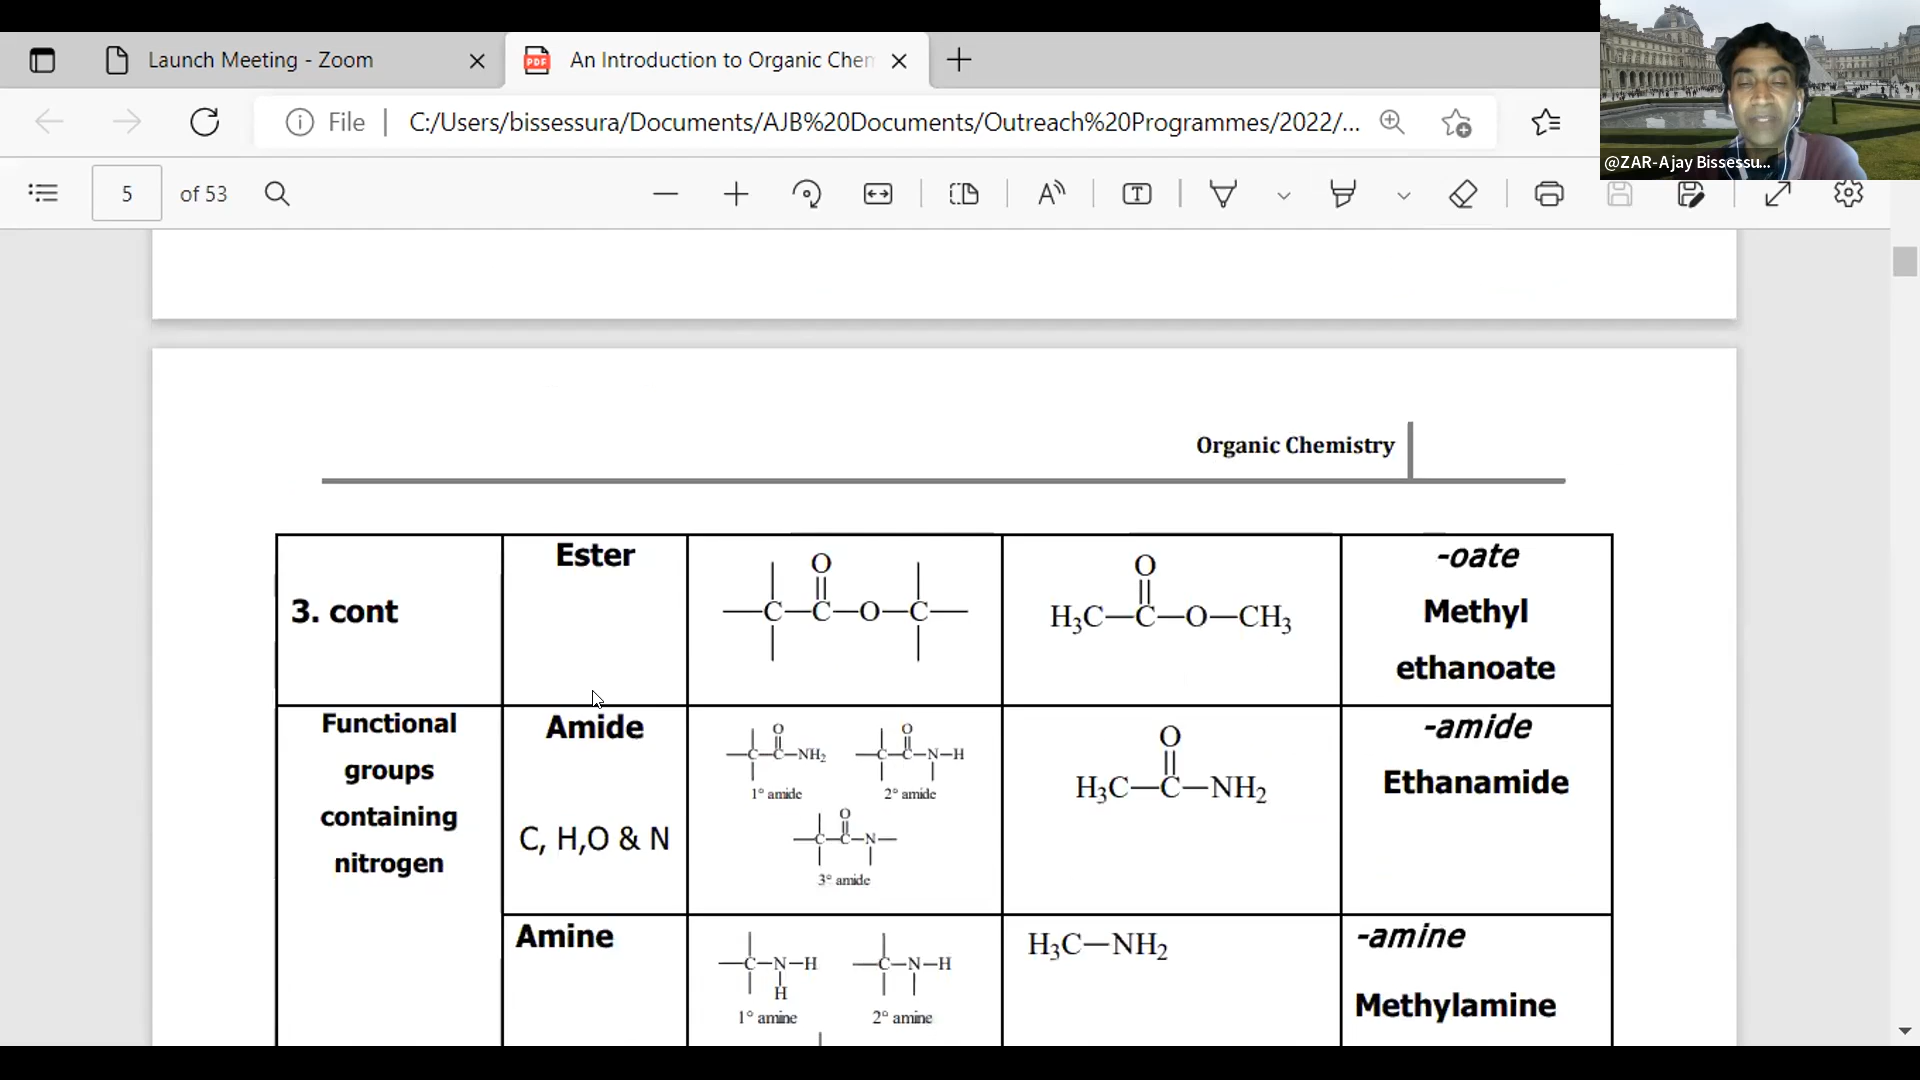 Launch Meeting - Zoom
An Introduction to Organic Chem
@ZAR-Ajay Bissessu...
File
C:/Users/bissessura/Documents/AJB%20Documents/Outreach%20Programmes/2022/...
5 of 53
Organic Chemistry
3. cont
Ester
O
C—C—O—C
O
H₃C—C—O—CH₃
-oate
Methyl
ethanoate
Functional
groups
containing
nitrogen
Amide
C, H,O & N
O
C—C—NH₂
1° amide
O
C—C—N—H
2° amide
O
C—C—N
3° amide
O
H₃C—C—NH₂
-amide
Ethanamide
Amine
C—N—H
H
1° amine
C—N—H
2° amine
H₃C—NH₂
-amine
Methylamine